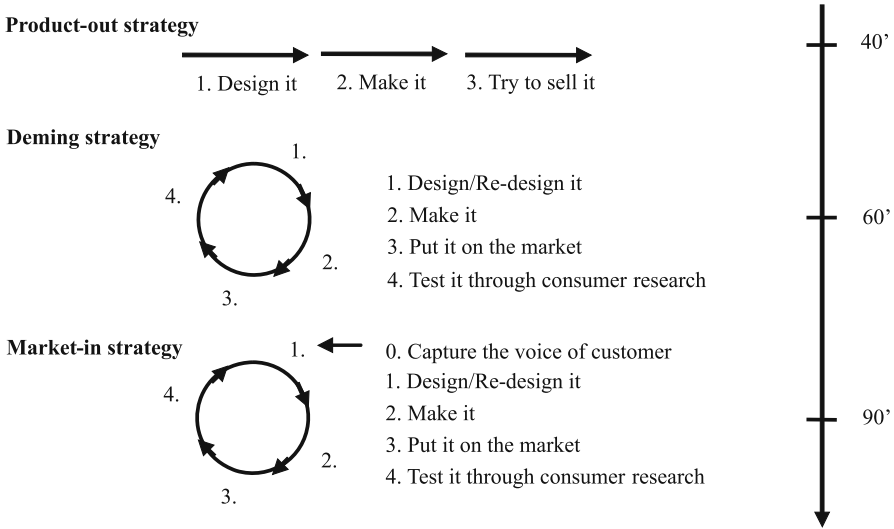 Product-out strategy
40’
1. Design it
2. Make it
3. Try to sell it
Deming strategy
1.
2.
3.
4.
1. Design/Re-design it
2. Make it
3. Put it on the market
4. Test it through consumer research
60’
Market-in strategy
1.
2.
3.
4.
0. Capture the voice of customer
1. Design/Re-design it
2. Make it
3. Put it on the market
4. Test it through consumer research
90’